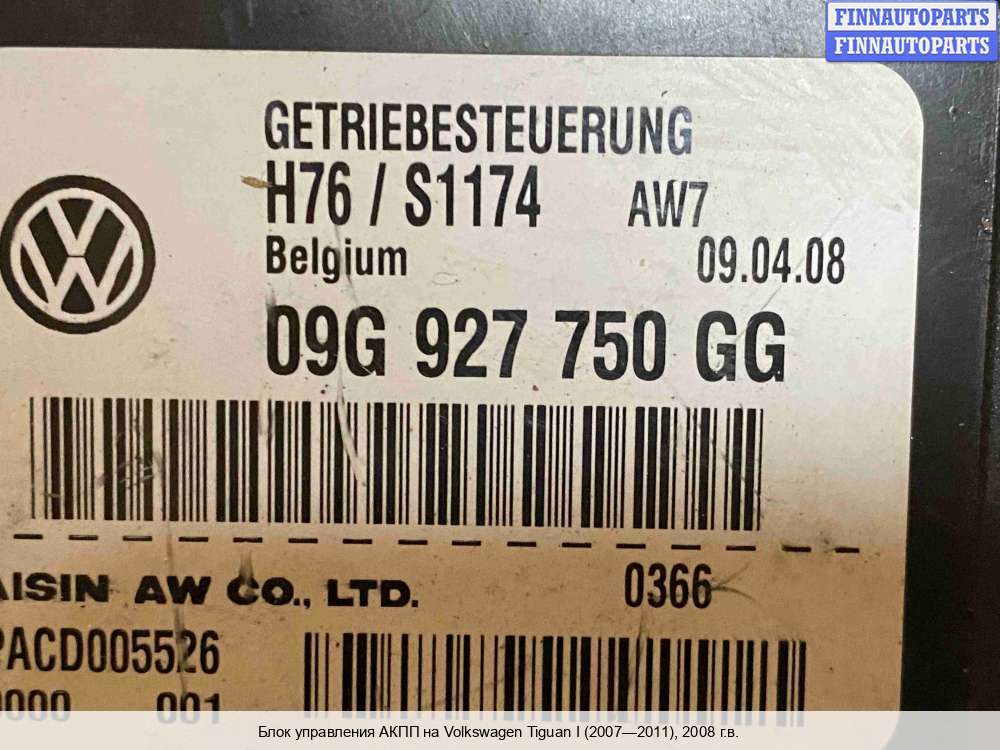 FINNAUTOPARTS
FINNAUTOPARTS
GETRIEBESTEUERUNG
H76 / S1174 AW7
Belgium 09.04.08
09G 927 750 GG
AISIN AW CO., LTD. 0366
PACD005526
0000 001
Блок управления АКПП на Volkswagen Tiguan I (2007—2011), 2008 г.в.